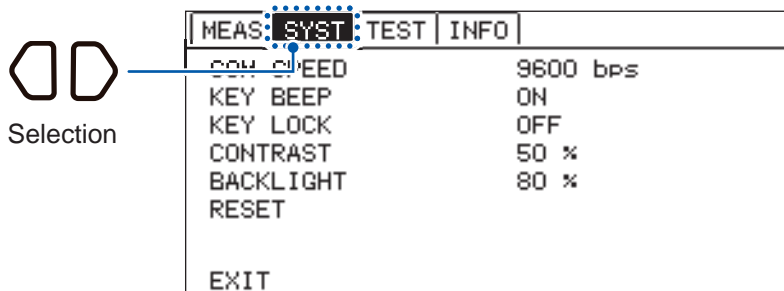 MEAS SYST TEST INFO
COM SPEED 9600 bps
KEY BEEP ON
Selection
KEY LOCK OFF
CONTRAST 50 %
BACKLIGHT 80 %
RESET
EXIT